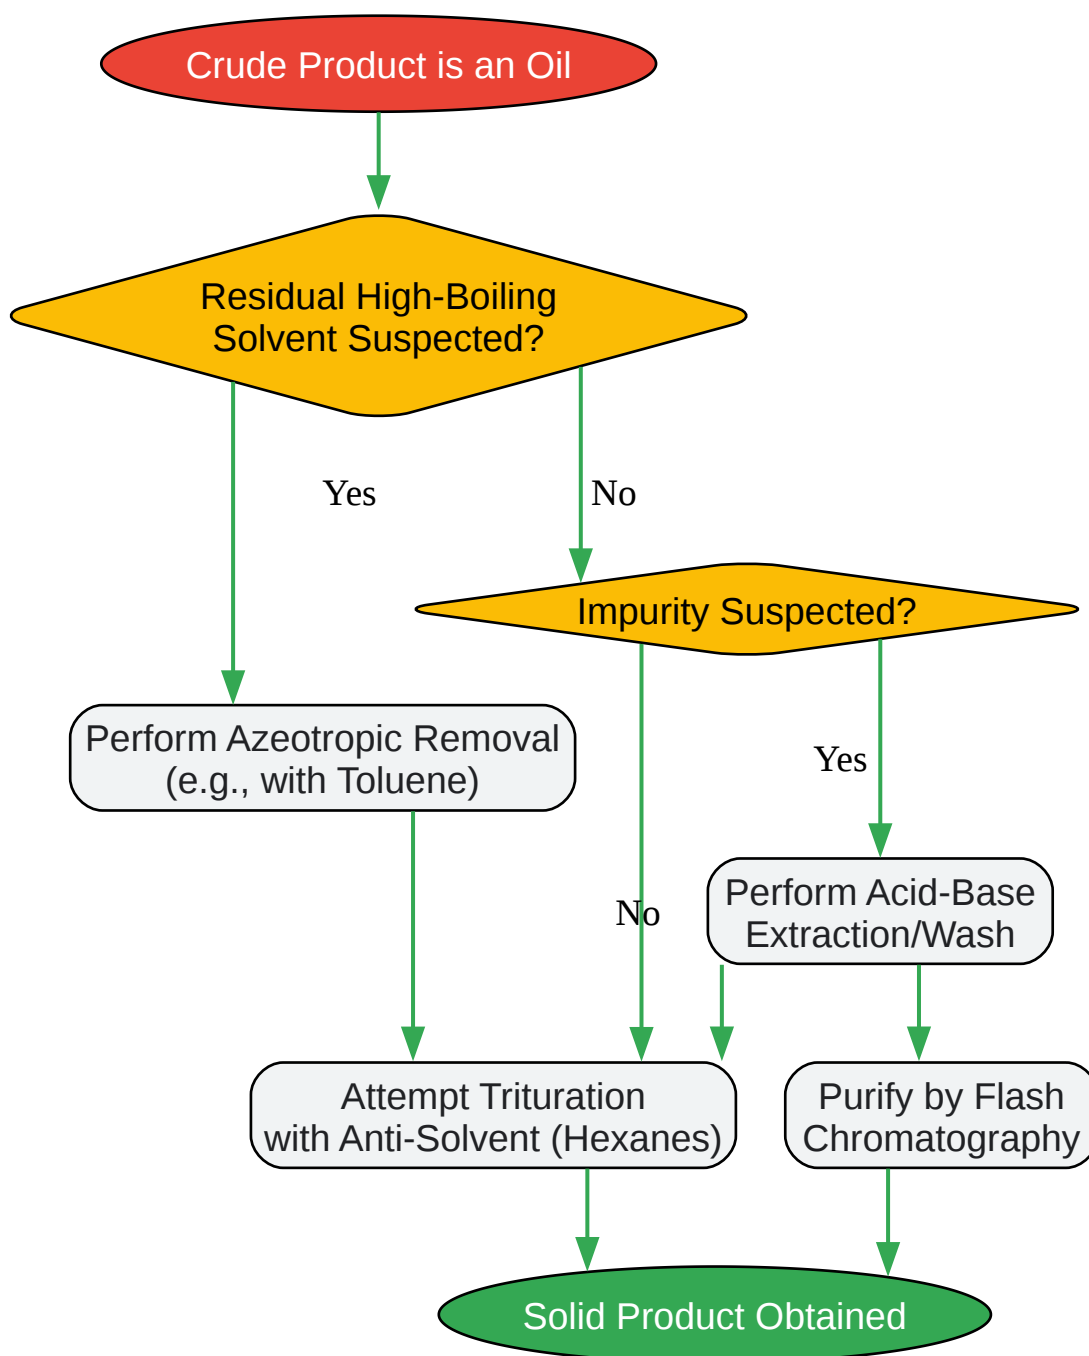 Crude Product is an Oil
Residual High-Boiling
Solvent Suspected?
Yes
No
Impurity Suspected?
Perform Azeotropic Removal
(e.g., with Toluene)
Yes
Perform Acid-Base
Extraction/Wash
No
Attempt Trituration
with Anti-Solvent (Hexanes)
Purify by Flash
Chromatography
Solid Product Obtained